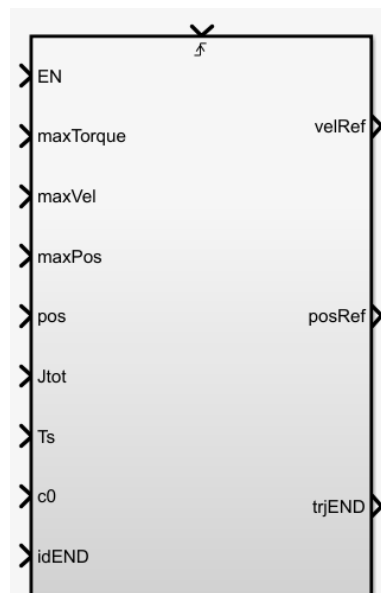 EN
maxTorque
maxVel
maxPos
pos
Jtot
Ts
c0
idEND
velRef
posRef
trjEND